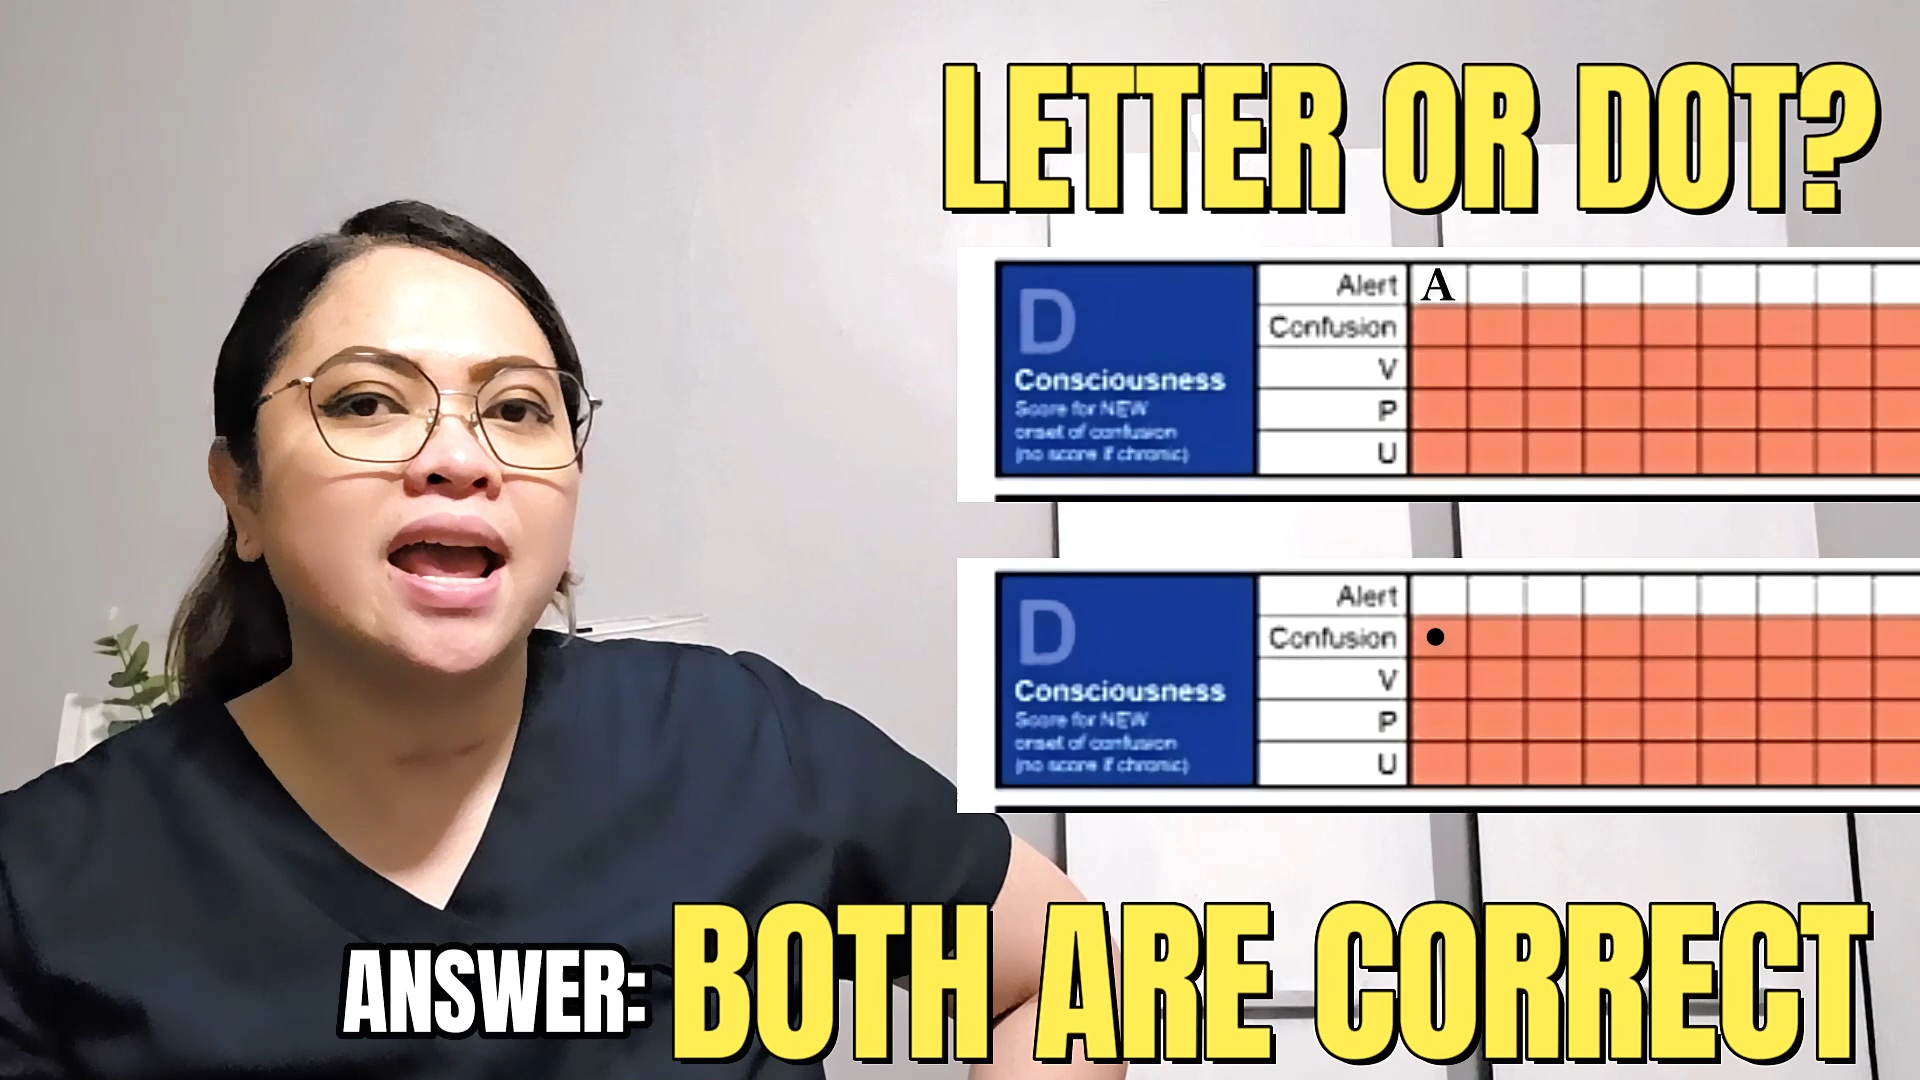 LETTER OR DOT?
D
Consciousness
Score for NEW
onset of confusion
(no score if chronic)
Alert
A
Confusion
V
P
U
D
Consciousness
Score for NEW
onset of confusion
(no score if chronic)
Alert
Confusion
V
P
U
ANSWER: BOTH ARE CORRECT